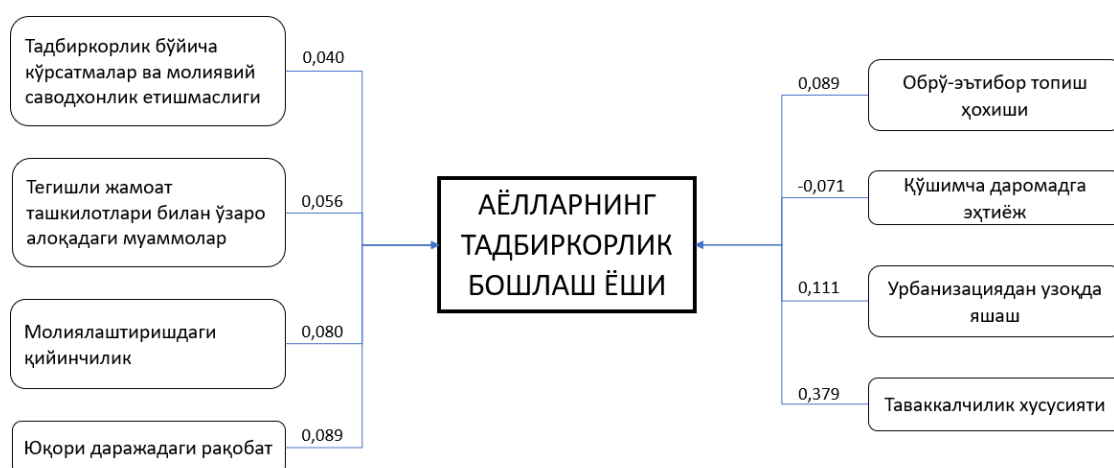 Тадбиркорлик бўйича
кўрсатмалар ва молиявий
саводхонлик етишмаслиги
0,040
Тегишли жамоат
ташкилотлари билан ўзаро
алоқадаги муаммолар
0,056
Молиялаштиришдаги
қийинчилик
0,080
Юқори даражадаги рақобат
0,089
АЁЛЛАРНИНГ
ТАДБИРКОРЛИК
БОШЛАШ ЁШИ
0,089
Обрў-эътибор топиш
ҳохиши
-0,071
Қўшимча даромадга
эҳтиёж
0,111
Урбанизациядан узоқда
яшаш
0,379
Таваккалчилик хусусияти